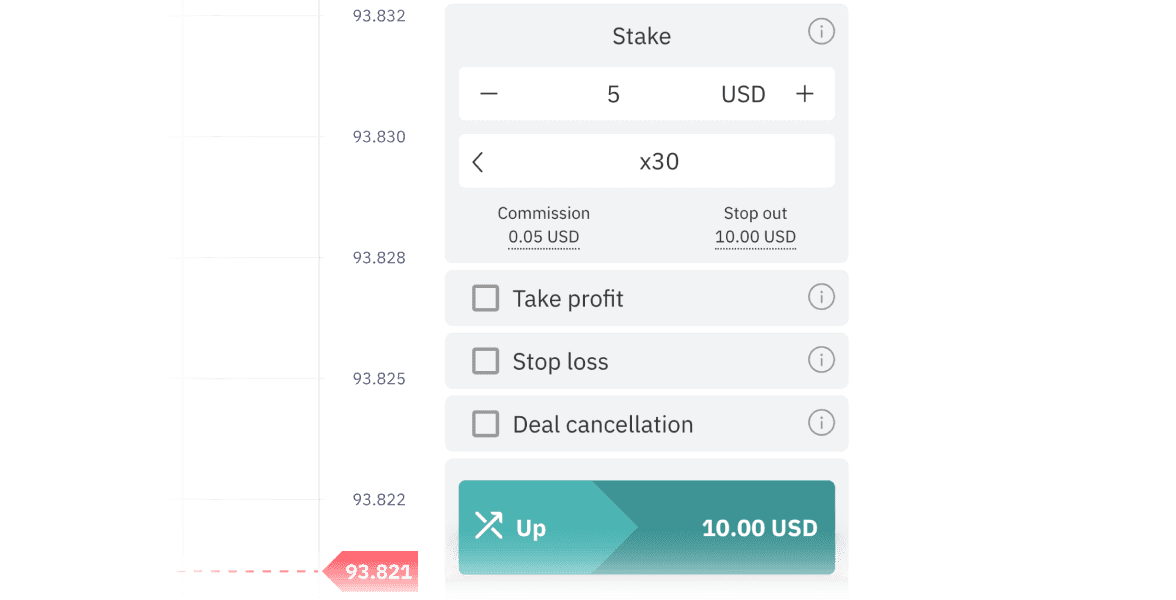 93.832
93.830
93.828
93.825
93.822
93.821
Stake
5 USD
x30
Commission Stop out
0.05 USD 10.00 USD
Take profit
Stop loss
Deal cancellation
Up 10.00 USD